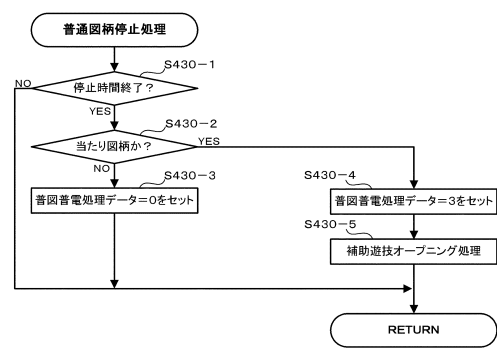 普通図柄停止処理
S430-1
停止時間終了？
NO
YES
S430-2
当たり図柄か？
YES
NO
S430-3
普図普電処理データ=0をセット
S430-4
普図普電処理データ=3をセット
S430-5
補助遊技オープニング処理
RETURN